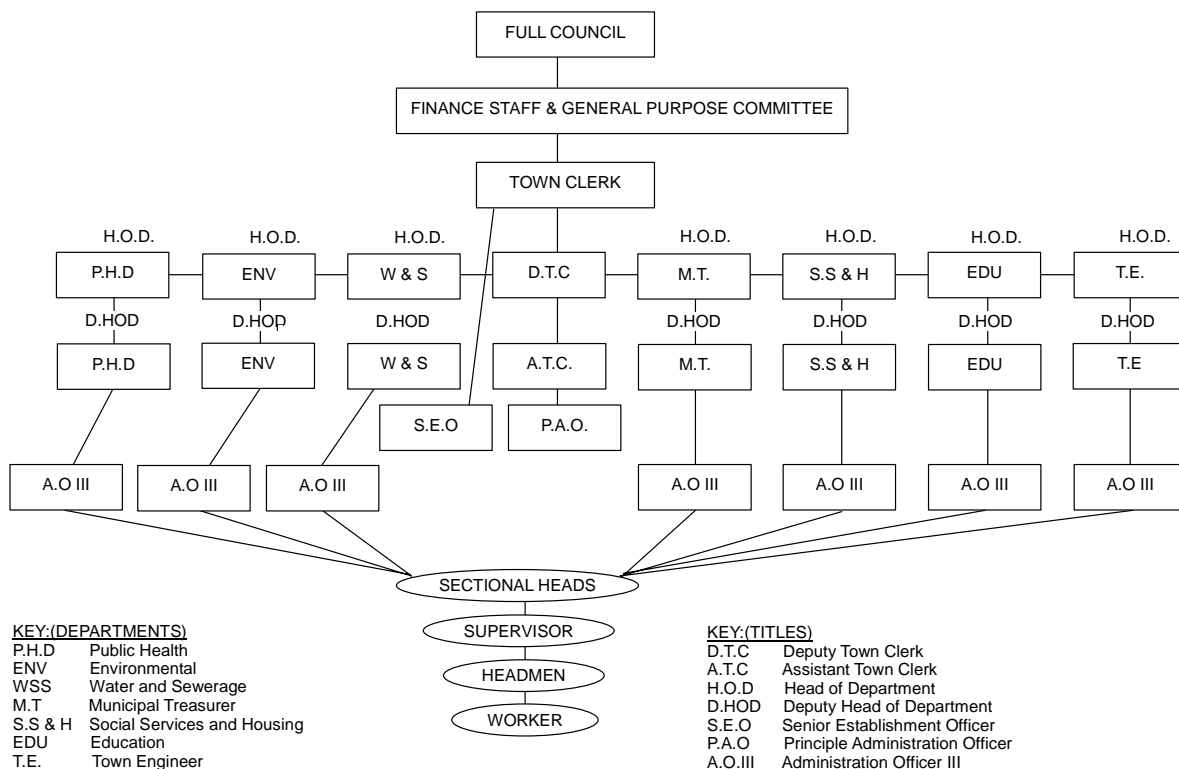 FULL COUNCIL
FINANCE STAFF & GENERAL PURPOSE COMMITTEE
TOWN CLERK
H.O.D. H.O.D. H.O.D. H.O.D. H.O.D. H.O.D. H.O.D.
P.H.D ENV W & S D.T.C M.T. S.S & H EDU T.E.
D.HOD D.HOD D.HOD D.HOD D.HOD D.HOD D.HOD
P.H.D ENV W & S A.T.C. M.T. S.S & H EDU T.E
S.E.O P.A.O.
A.O III A.O III A.O III A.O III A.O III A.O III A.O III
SECTIONAL HEADS
SUPERVISOR
HEADMEN
WORKER
KEY:(DEPARTMENTS)
P.H.D Public Health
ENV Environmental
WSS Water and Sewerage
M.T Municipal Treasurer
S.S & H Social Services and Housing
EDU Education
T.E. Town Engineer
KEY:(TITLES)
D.T.C Deputy Town Clerk
A.T.C Assistant Town Clerk
H.O.D Head of Department
D.HOD Deputy Head of Department
S.E.O Senior Establishment Officer
P.A.O Principle Administration Officer
A.O.III Administration Officer III